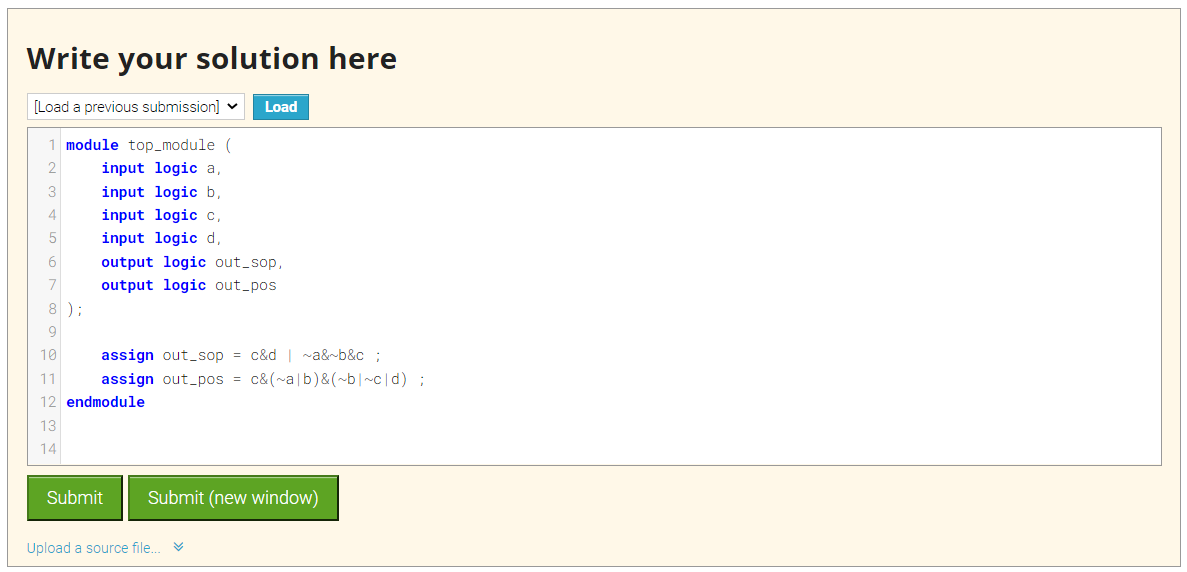 Write your solution here
[Load a previous submission] Load
1 module top_module (
2     input logic a,
3     input logic b,
4     input logic c,
5     input logic d,
6     output logic out_sop,
7     output logic out_pos
8 );
9
10     assign out_sop = c&d | ~a&~b&c ;
11     assign out_pos = c&(~a|b)&(~b|~c|d) ;
12 endmodule
13
14
Submit Submit (new window)
Upload a source file...